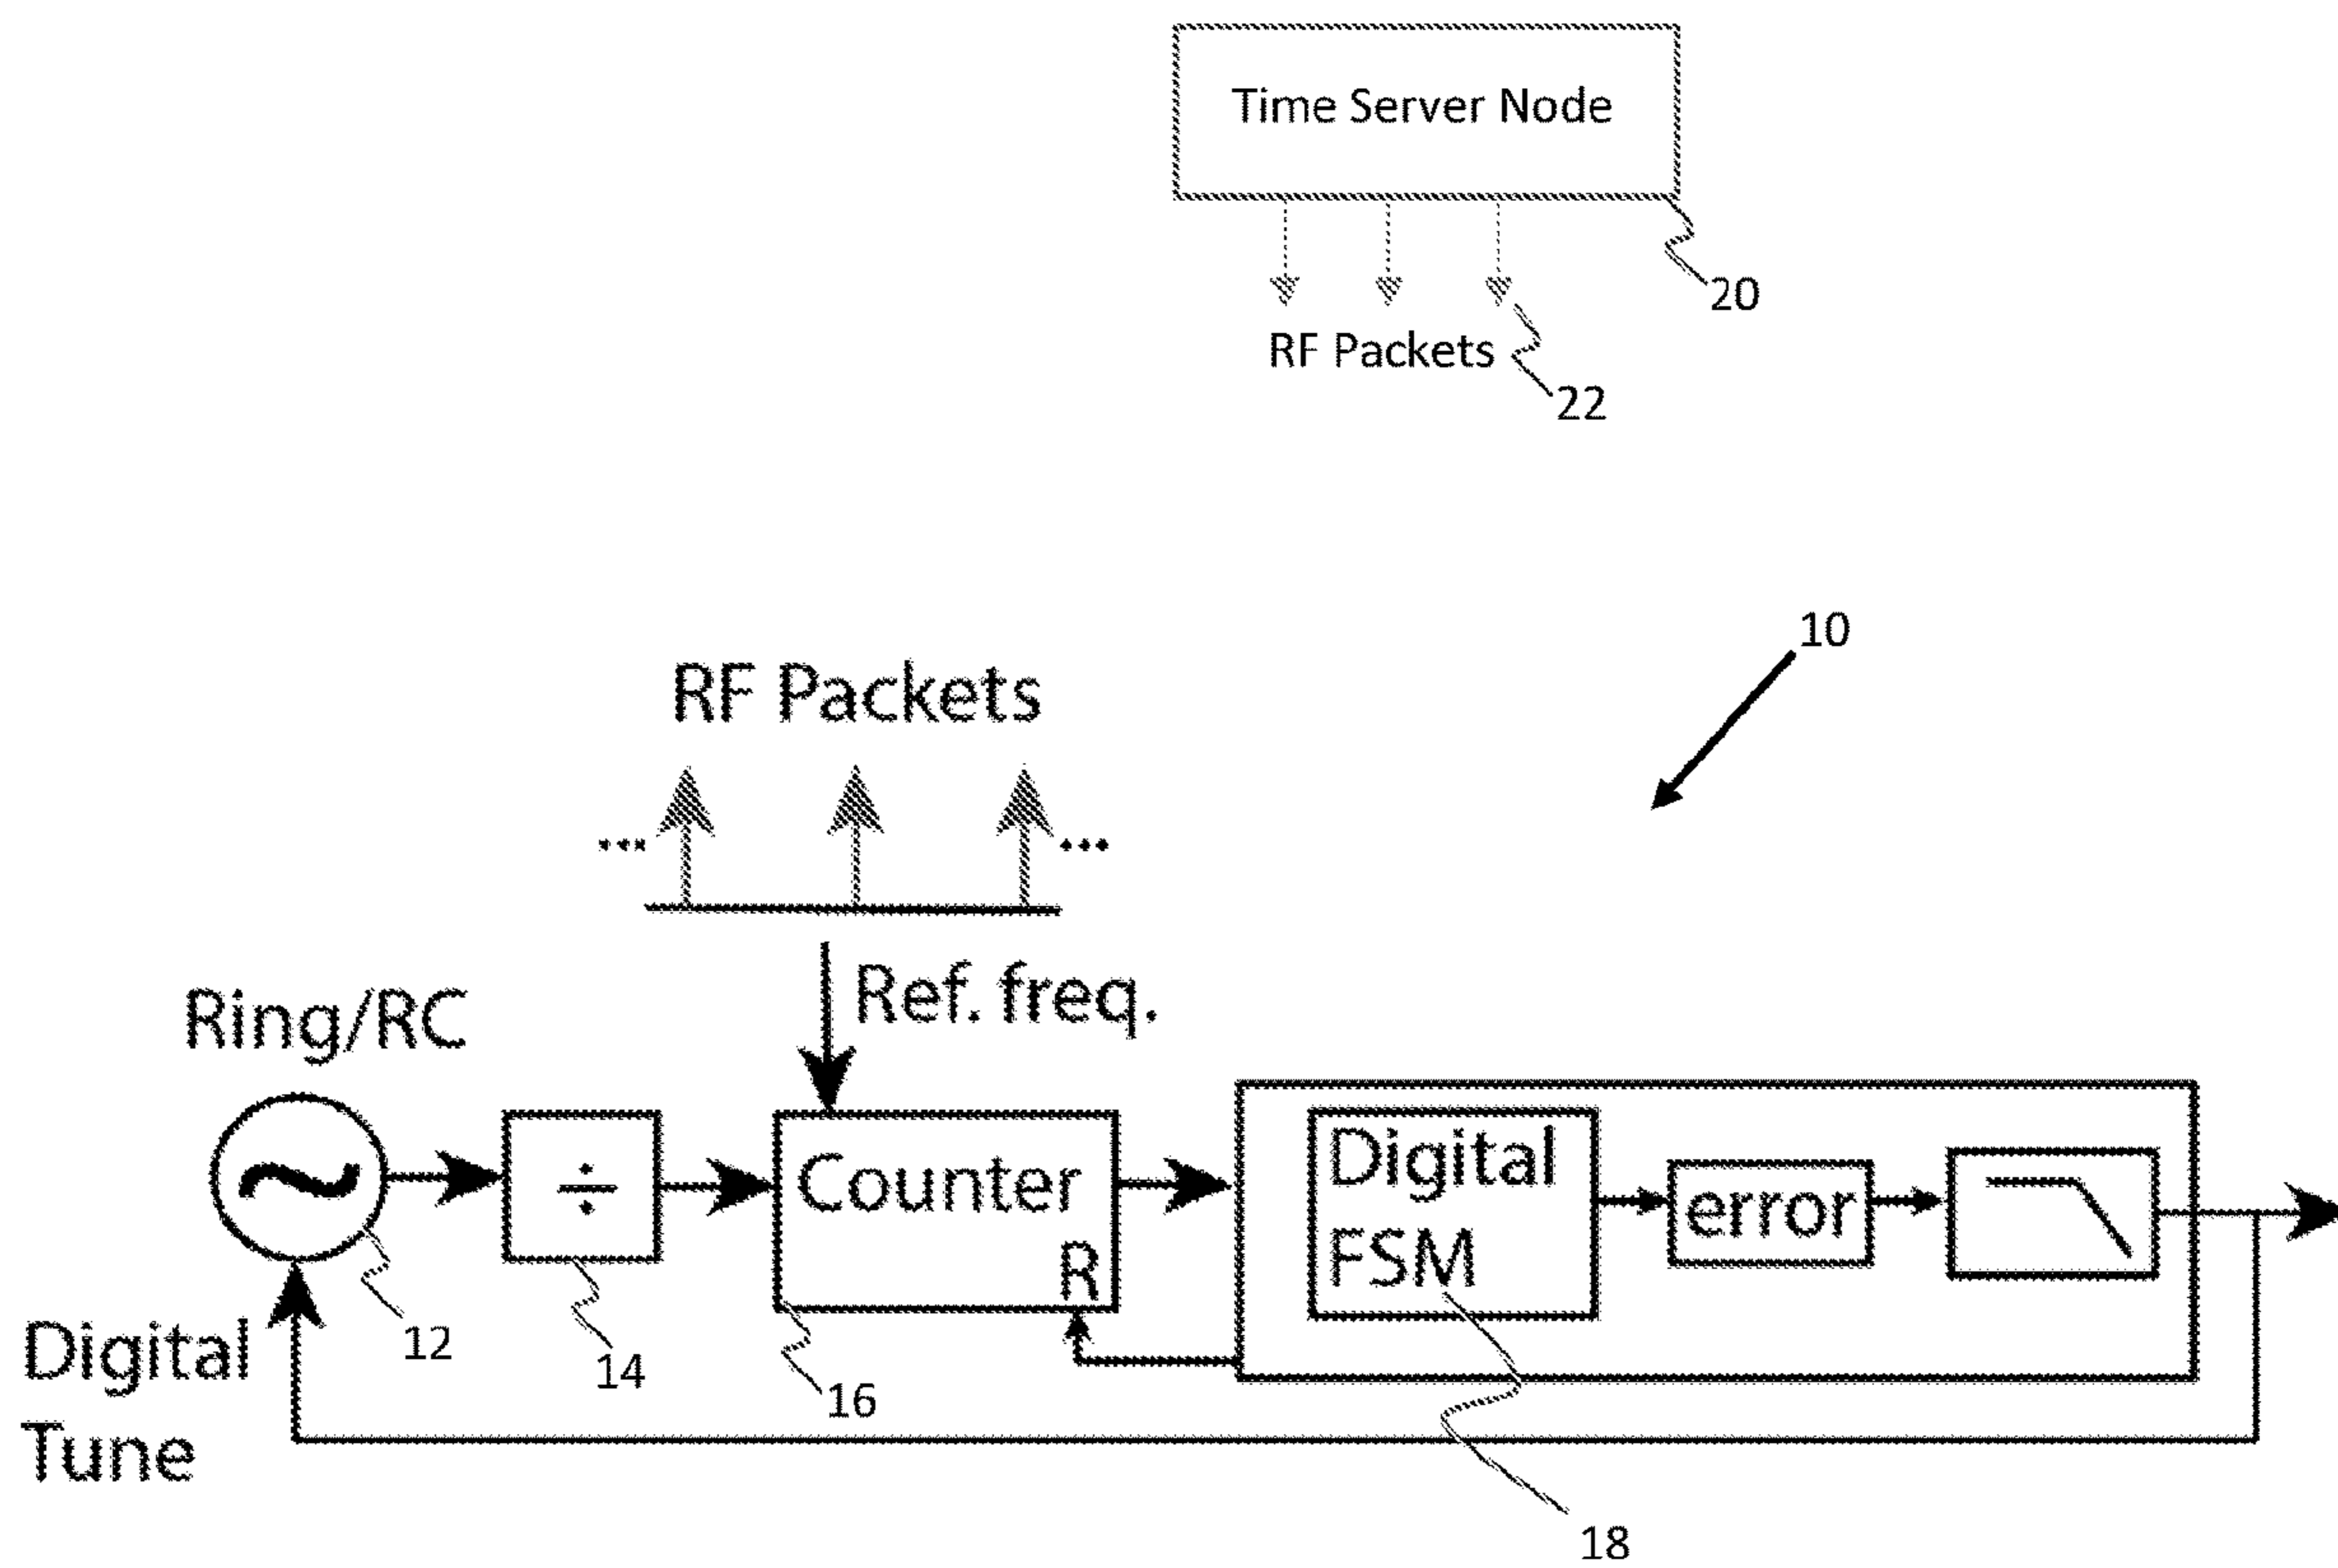 Time Server Node
20
RF Packets
22
10
RF Packets
... ...
Ref. freq.
Ring/RC
÷
Counter
R
Digital
FSM
error
Digital
Tune
12
14
16
18